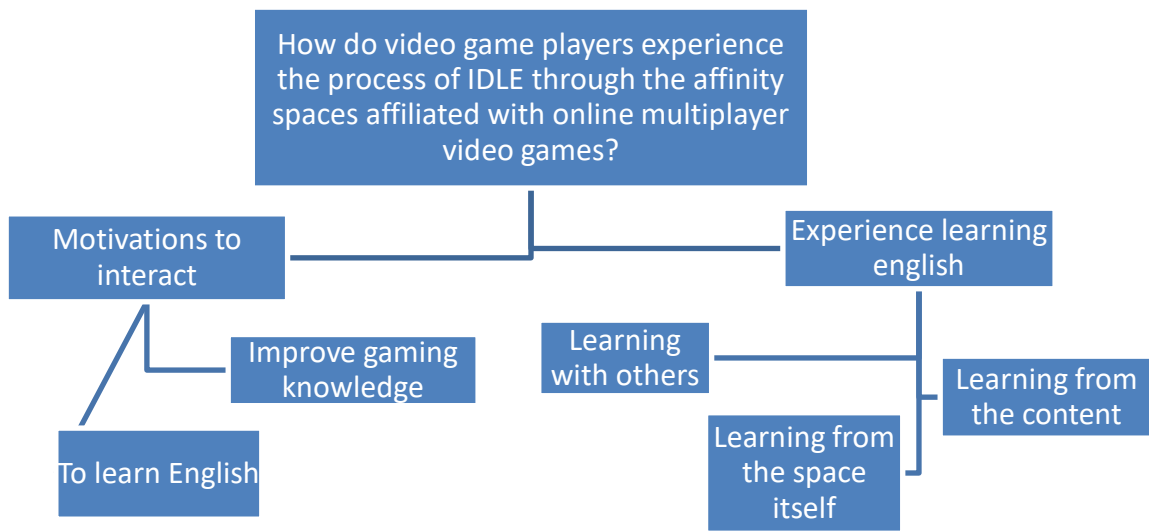 How do video game players experience
the process of IDLE through the affinity
spaces affiliated with online multiplayer
video games?
Motivations to
interact
Experience learning
english
Improve gaming
knowledge
Learning
with others
Learning from
the content
To learn English
Learning from
the space
itself